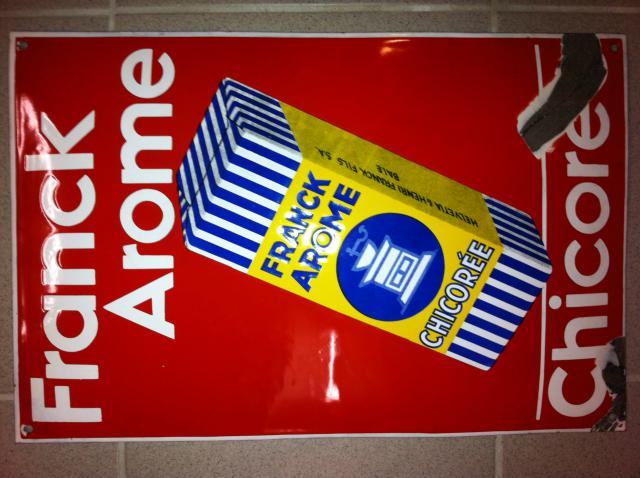 Franck
Arome
HELVETIA & HENRI FRANCK FILS S.A.
BALE
FRANCK
AROME
CHICORÉE
Chicorée